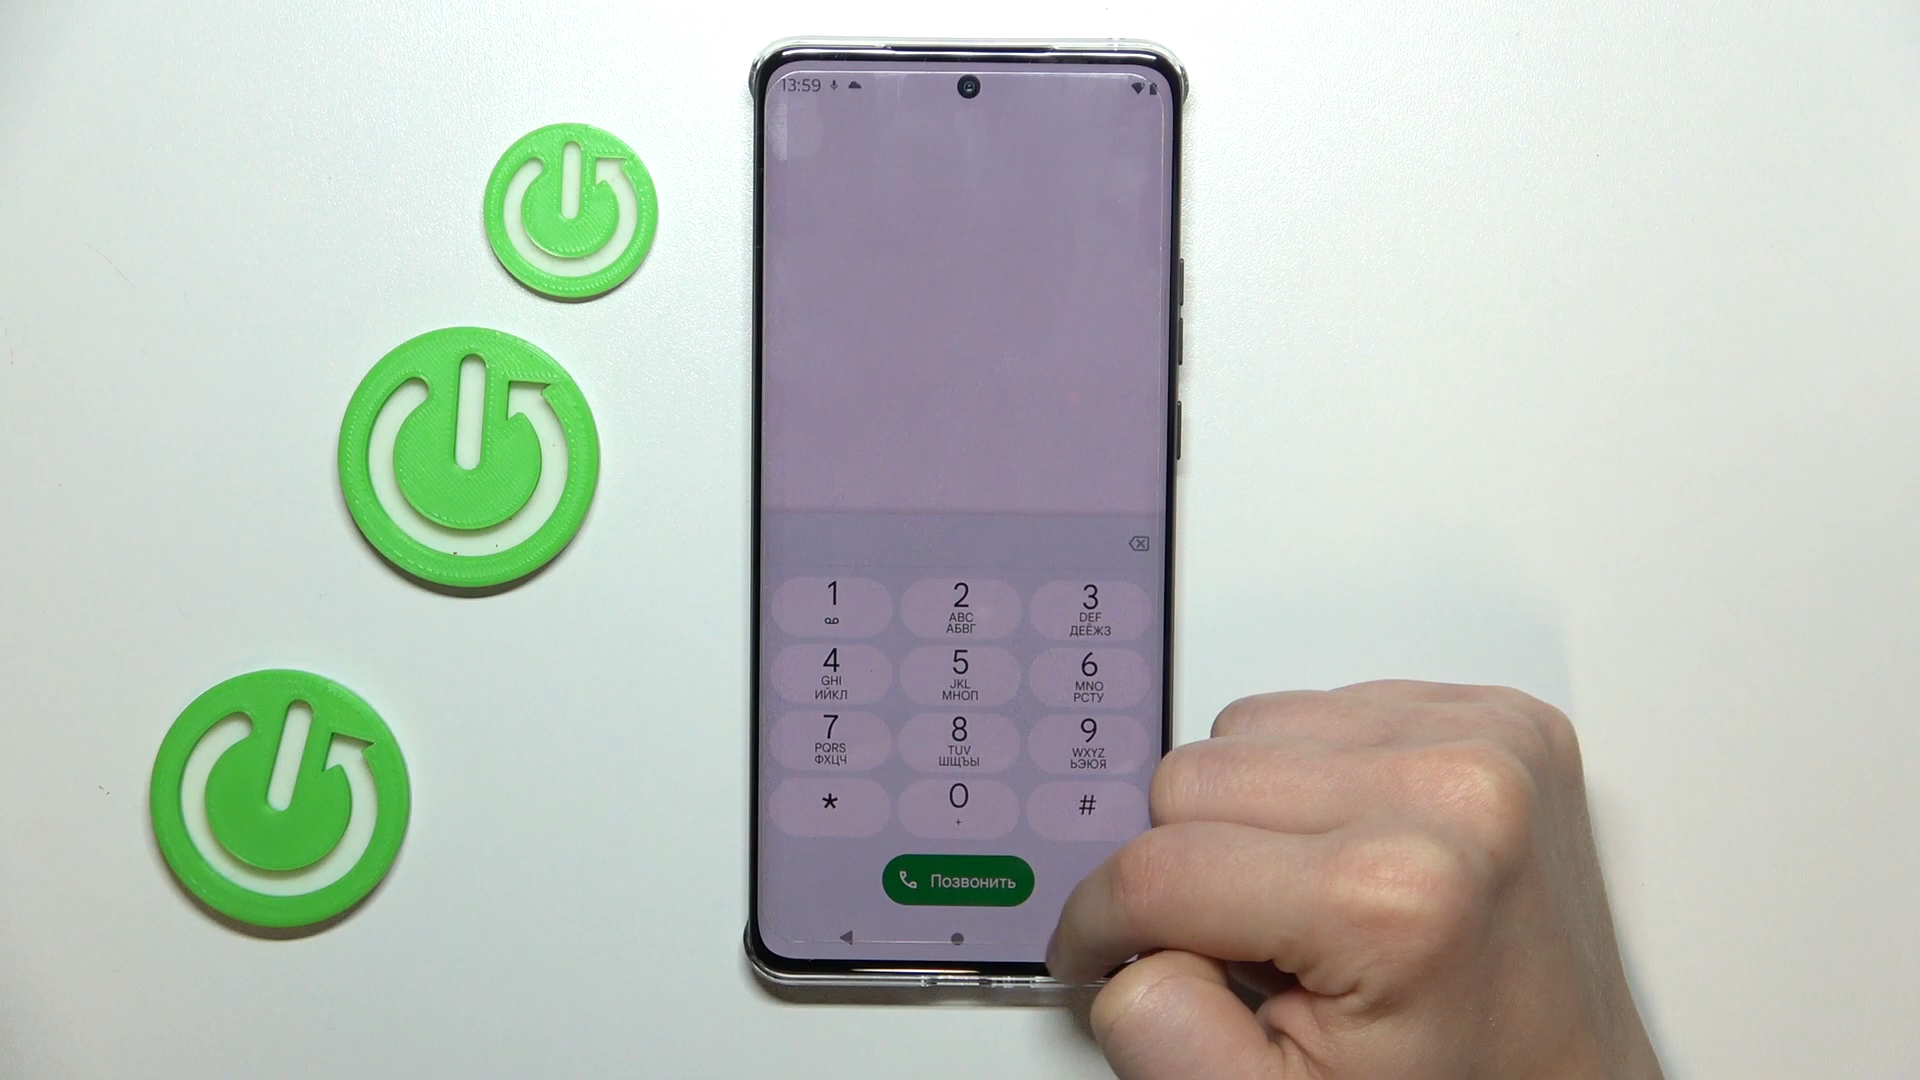 13:59
1 2 3
ABC DEF
АБВГ ДЕЁЖЗ
4 5 6
GHI JKL MNO
ИЙКЛ МНОП РСТУ
7 8 9
PQRS TUV WXYZ
ФХЦЧ ШЩЪЫ ЬЭЮЯ
* 0 #
+
Позвонить